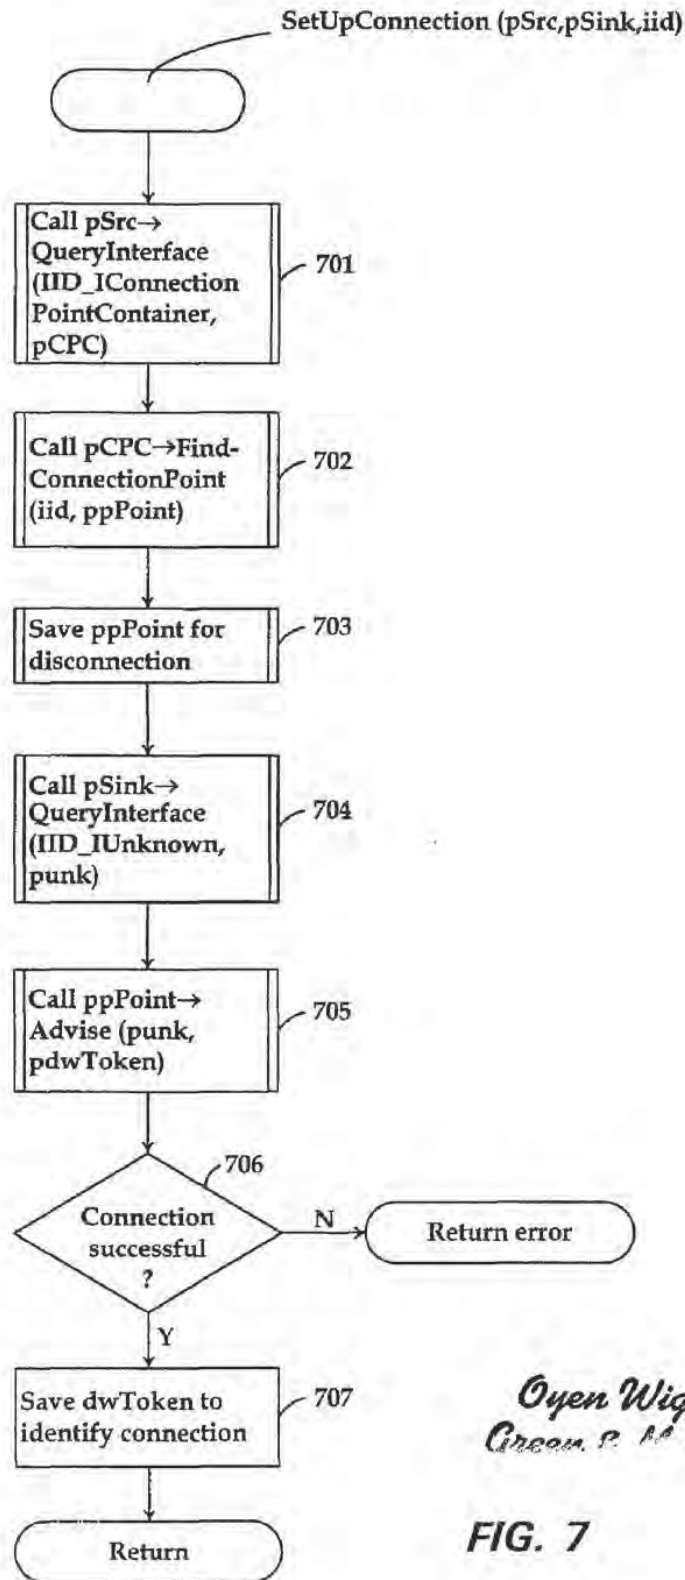 SetUpConnection (pSrc,pSink,iid)
Call pSrc→
QueryInterface
(IID_IConnection
PointContainer,
pCPC)
701
Call pCPC→Find-
ConnectionPoint
(iid, ppPoint)
702
Save ppPoint for
disconnection
703
Call pSink→
QueryInterface
(IID_IUnknown,
punk)
704
Call ppPoint→
Advise (punk,
pdwToken)
705
706
Connection
successful
?
N
Return error
Y
Save dwToken to
identify connection
707
Return
Oyen Wig
Green &
FIG. 7